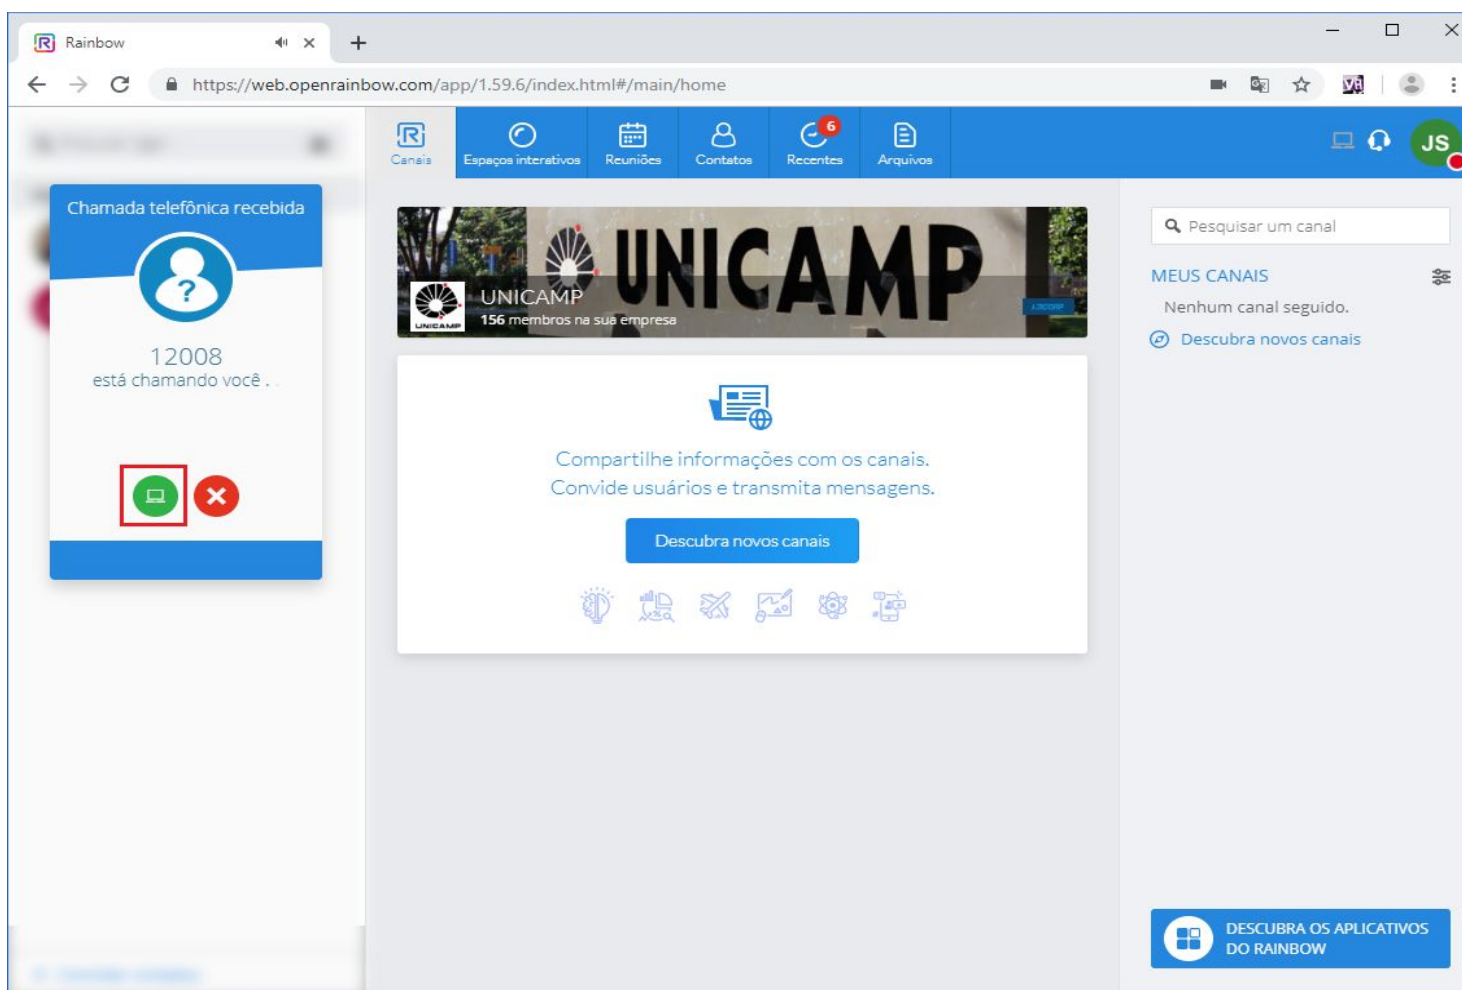 Rainbow
https://web.openrainbow.com/app/1.59.6/index.html#/main/home
Canais
Espaços interativos
Reuniões
Contatos
6
Recentes
Arquivos
JS
Chamada telefônica recebida
?
12008
está chamando você . .
UNICAMP
UNICAMP
UNICAMP
156 membros na sua empresa
Compartilhe informações com os canais.
Convide usuários e transmita mensagens.
Descubra novos canais
Pesquisar um canal
MEUS CANAIS
Nenhum canal seguido.
Descubra novos canais
DESCUBRA OS APLICATIVOS
DO RAINBOW